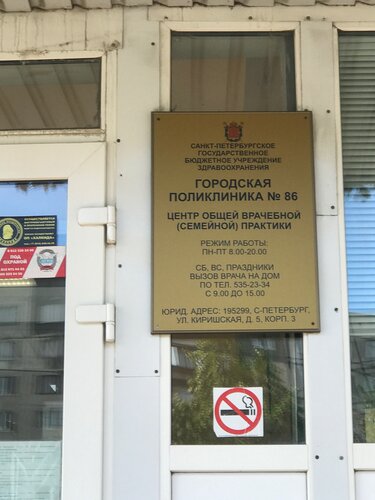 САНКТ-ПЕТЕРБУРГСКОЕ
ГОСУДАРСТВЕННОЕ
БЮДЖЕТНОЕ УЧРЕЖДЕНИЕ
ЗДРАВООХРАНЕНИЯ
ГОРОДСКАЯ
ПОЛИКЛИНИКА № 86
ЦЕНТР ОБЩЕЙ ВРАЧЕБНОЙ
(СЕМЕЙНОЙ) ПРАКТИКИ
РЕЖИМ РАБОТЫ:
ПН-ПТ 8.00-20.00
СБ, ВС, ПРАЗДНИКИ
ВЫЗОВ ВРАЧА НА ДОМ
ПО ТЕЛ. 535-23-34
С 9.00 ДО 15.00
ЮРИД. АДРЕС: 195299, С-ПЕТЕРБУРГ,
УЛ. КИРИШСКАЯ, Д. 5, КОРП. 3
ОСУЩЕСТВЛЯЕТСЯ
ПОД
ОХРАНОЙ